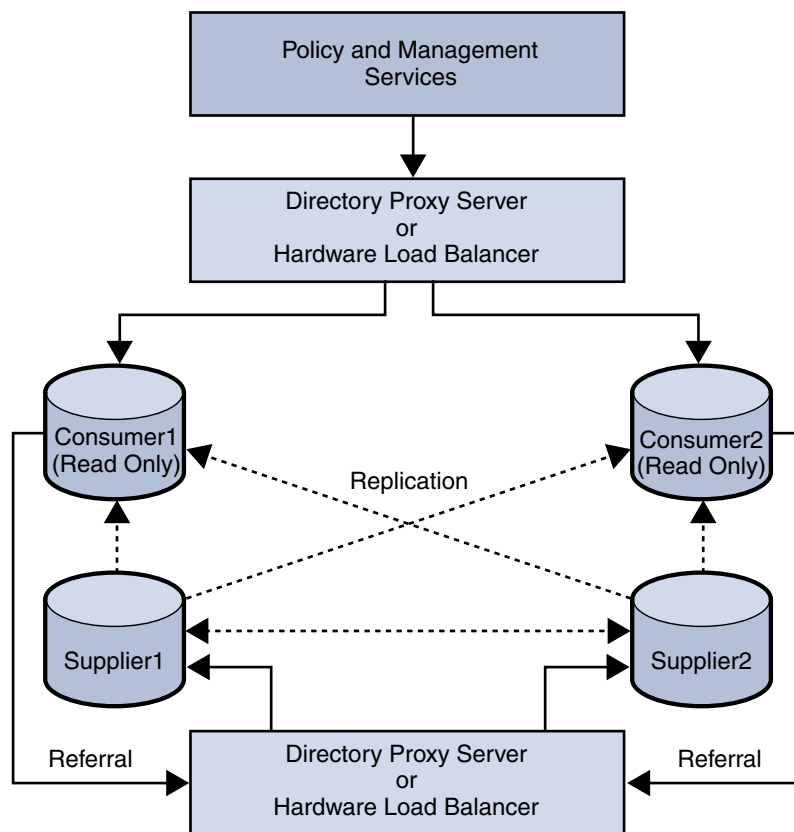 Policy and Management
Services
Directory Proxy Server
or
Hardware Load Balancer
Consumer1
(Read Only)
Consumer2
(Read Only)
Replication
Supplier1
Supplier2
Referral
Directory Proxy Server
or
Hardware Load Balancer
Referral